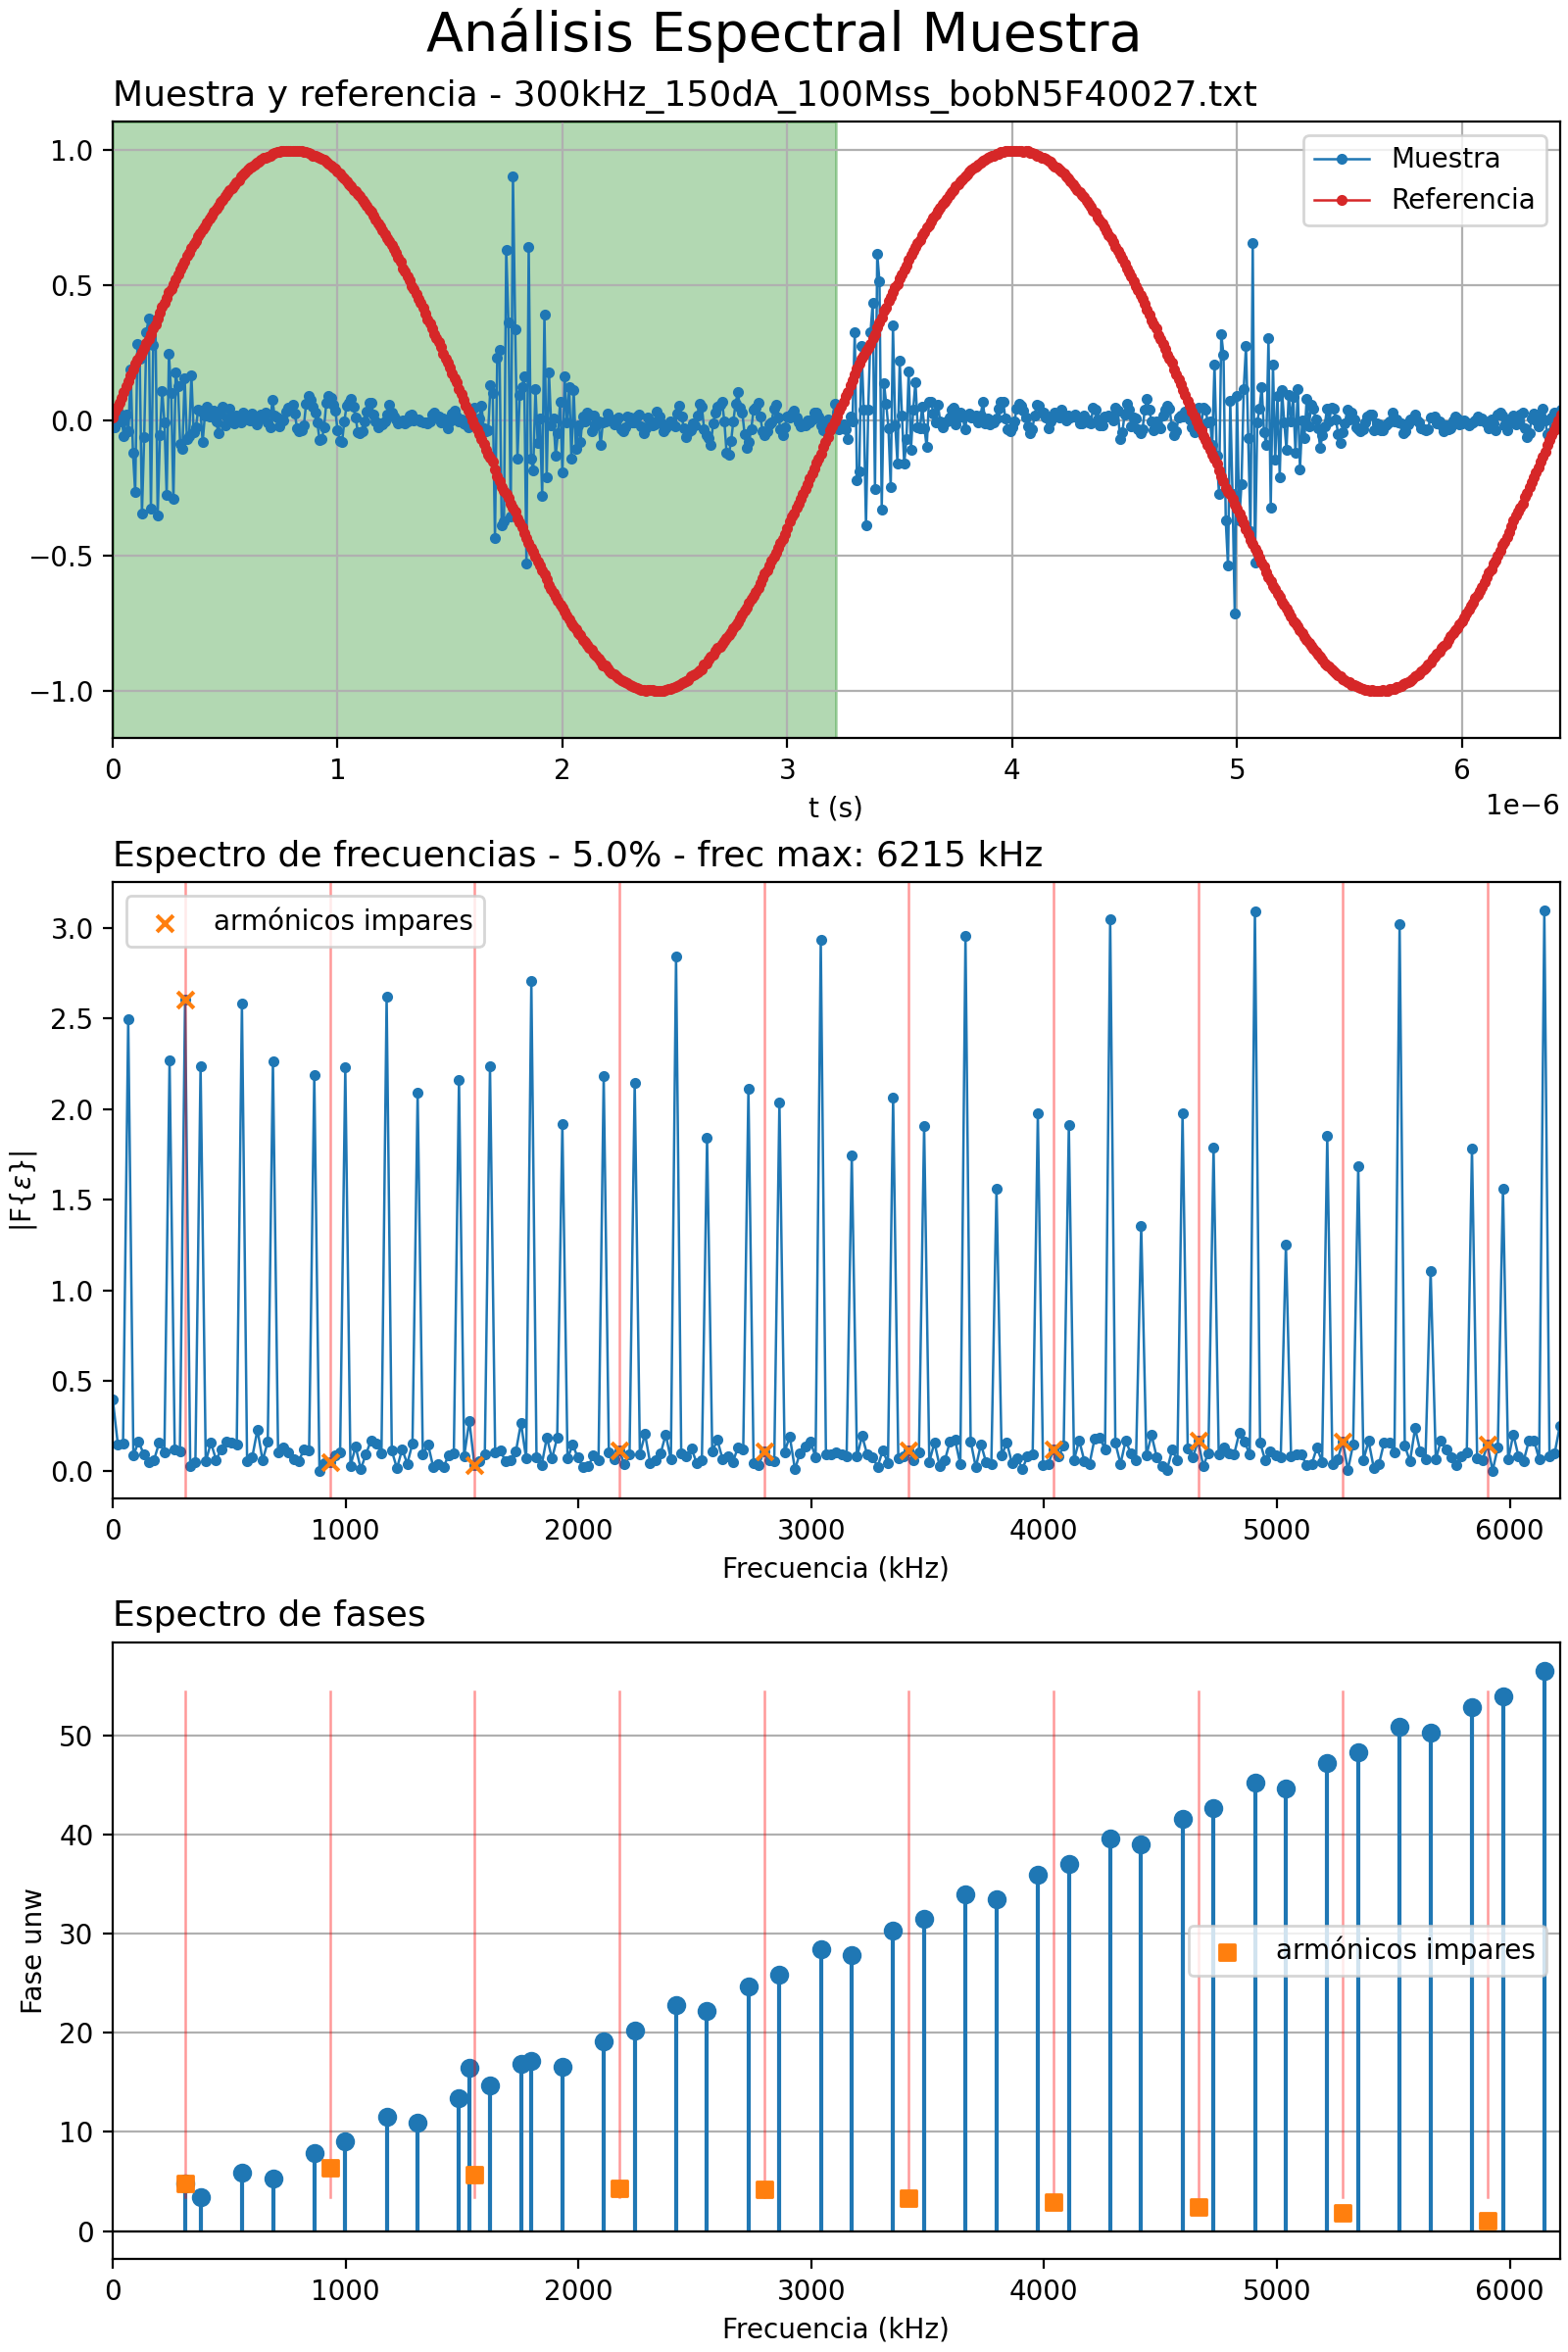 Análisis Espectral Muestra
Muestra y referencia - 300kHz_150dA_100Mss_bobN5F40027.txt
Muestra
Referencia
1.0
0.5
0.0
−0.5
−1.0
0 1 2 3 4 5 6
1e−6
t (s)
Espectro de frecuencias - 5.0% - frec max: 6215 kHz
armónicos impares
|F{ε}|
3.0
2.5
2.0
1.5
1.0
0.5
0.0
0 1000 2000 3000 4000 5000 6000
Frecuencia (kHz)
Espectro de fases
armónicos impares
Fase unw
50
40
30
20
10
0
0 1000 2000 3000 4000 5000 6000
Frecuencia (kHz)